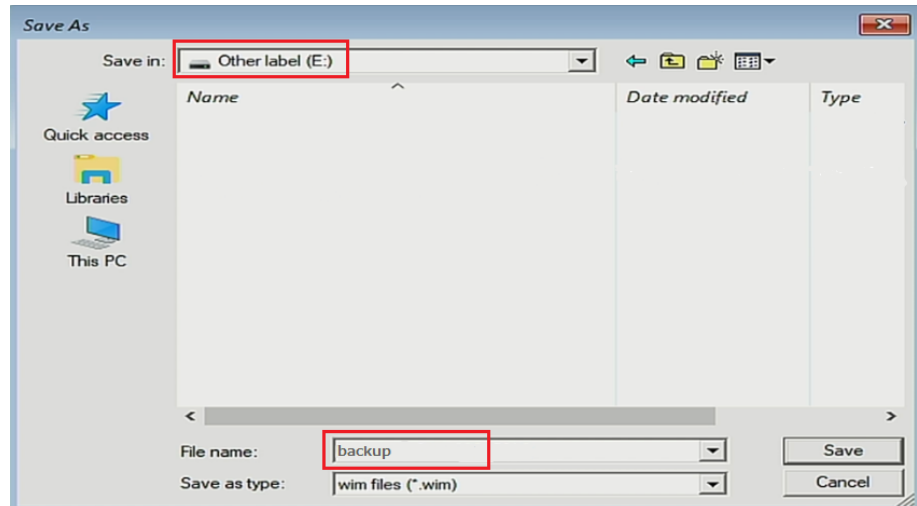 Save As
Save in: Other label (E:)
Name Date modified Type
Quick access
Libraries
This PC
File name: backup Save
Save as type: wim files (*.wim) Cancel